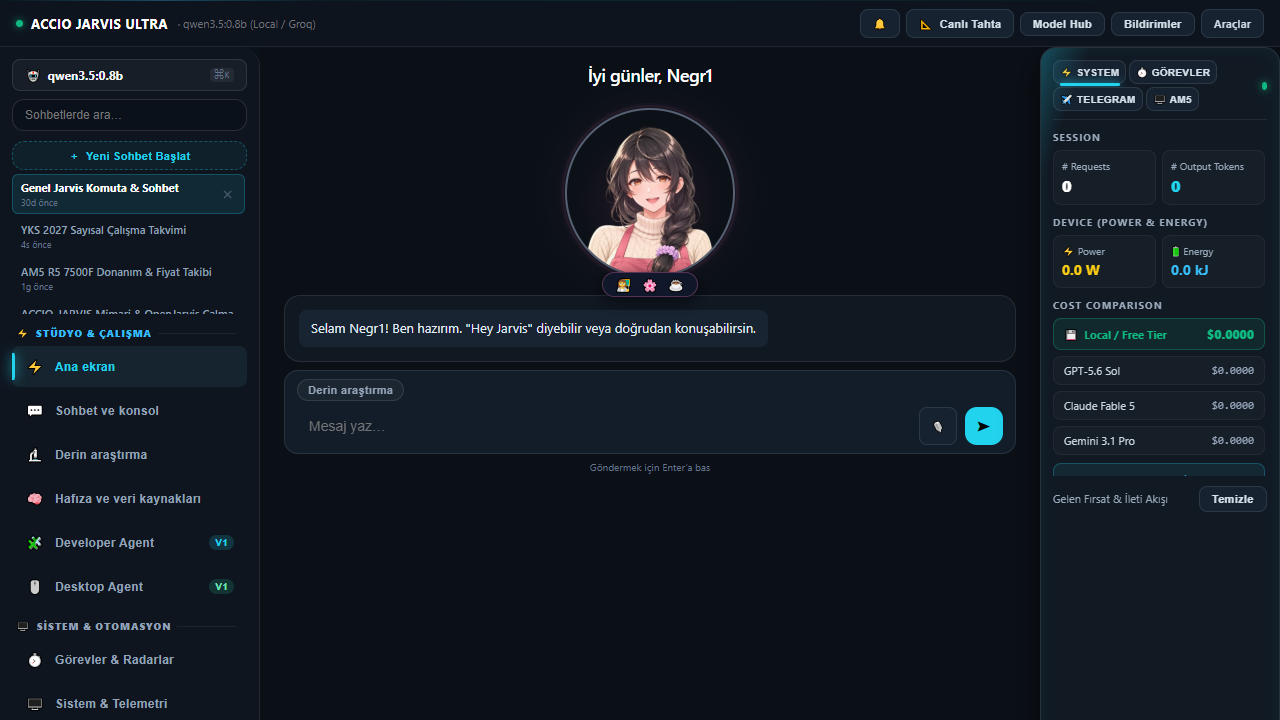 ACCIO JARVIS ULTRA · qwen3.5:0.8b (Local / Groq)
Canlı Tahta
Model Hub
Bildirimler
Araçlar
qwen3.5:0.8b ⌘K
Sohbetlerde ara...
+ Yeni Sohbet Başlat
Genel Jarvis Komuta & Sohbet
30d önce
YKS 2027 Sayısal Çalışma Takvimi
4s önce
AM5 R5 7500F Donanım & Fiyat Takibi
1g önce
ACCIO JARVIS Mimari & OpenJarvis Çalma
STÜDYO & ÇALIŞMA
Ana ekran
Sohbet ve konsol
Derin araştırma
Hafıza ve veri kaynakları
Developer Agent V1
Desktop Agent V1
SİSTEM & OTOMASYON
Görevler & Radarlar
Sistem & Telemetri
İyi günler, Negr1
Selam Negr1! Ben hazırım. "Hey Jarvis" diyebilir veya doğrudan konuşabilirsin.
Derin araştırma
Mesaj yaz...
Göndermek için Enter'a bas
SYSTEM
GÖREVLER
TELEGRAM
AM5
SESSION
# Requests
0
# Output Tokens
0
DEVICE (POWER & ENERGY)
Power
0.0 W
Energy
0.0 kJ
COST COMPARISON
Local / Free Tier $0.0000
GPT-5.6 Sol $0.0000
Claude Fable 5 $0.0000
Gemini 3.1 Pro $0.0000
Gelen Fırsat & İleti Akışı
Temizle